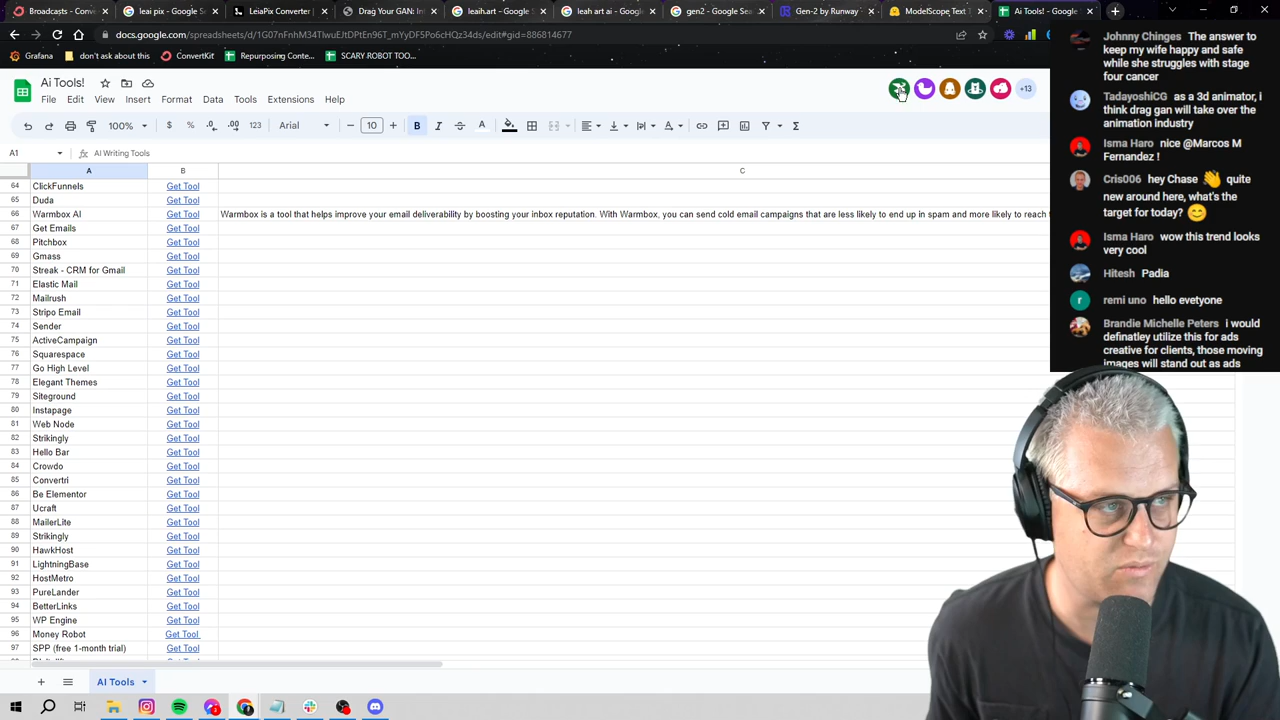 Broadcasts - Conv
leai pix - Google S
LeiaPix Converter |
Drag Your GAN: Int
leaih.art - Google S
leah art ai - Google
gen2 - Google Sea
Gen-2 by Runway
ModelScope Text T
Ai Tools! - Google
docs.google.com/spreadsheets/d/1G07nFnhM34TlwuEJtDPtEn96T_mYyDF5Po6cHQz34ds/edit#gid=886814677
Grafana
don't ask about this
ConvertKit
Repurposing Conte...
SCARY ROBOT TOO...
Ai Tools!
File Edit View Insert Format Data Tools Extensions Help
+13
100% $ % .0 .00 123 Arial 10 B I
A1 AI Writing Tools
A B C
64 ClickFunnels Get Tool
65 Duda Get Tool
66 Warmbox AI Get Tool Warmbox is a tool that helps improve your email deliverability by boosting your inbox reputation. With Warmbox, you can send cold email campaigns that are less likely to end up in spam and more likely to reach
67 Get Emails Get Tool
68 Pitchbox Get Tool
69 Gmass Get Tool
70 Streak - CRM for Gmail Get Tool
71 Elastic Mail Get Tool
72 Mailrush Get Tool
73 Stripo Email Get Tool
74 Sender Get Tool
75 ActiveCampaign Get Tool
76 Squarespace Get Tool
77 Go High Level Get Tool
78 Elegant Themes Get Tool
79 Siteground Get Tool
80 Instapage Get Tool
81 Web Node Get Tool
82 Strikingly Get Tool
83 Hello Bar Get Tool
84 Crowdo Get Tool
85 Convertri Get Tool
86 Be Elementor Get Tool
87 Ucraft Get Tool
88 MailerLite Get Tool
89 Strikingly Get Tool
90 HawkHost Get Tool
91 LightningBase Get Tool
92 HostMetro Get Tool
93 PureLander Get Tool
94 BetterLinks Get Tool
95 WP Engine Get Tool
96 Money Robot Get Tool
97 SPP (free 1-month trial) Get Tool
AI Tools
Johnny Chinges The answer to
keep my wife happy and safe
while she struggles with stage
four cancer
TadayoshiCG as a 3d animator, i
think drag gan will take over the
animation industry
Isma Haro nice @Marcos M
Fernandez !
Cris006 hey Chase 👋 quite
new around here, what's the
target for today? 😊
Isma Haro wow this trend looks
very cool
Hitesh Padia
r remi uno hello evetyone
Brandie Michelle Peters i would
definatley utilize this for ads
creative for clients, those moving
images will stand out as ads